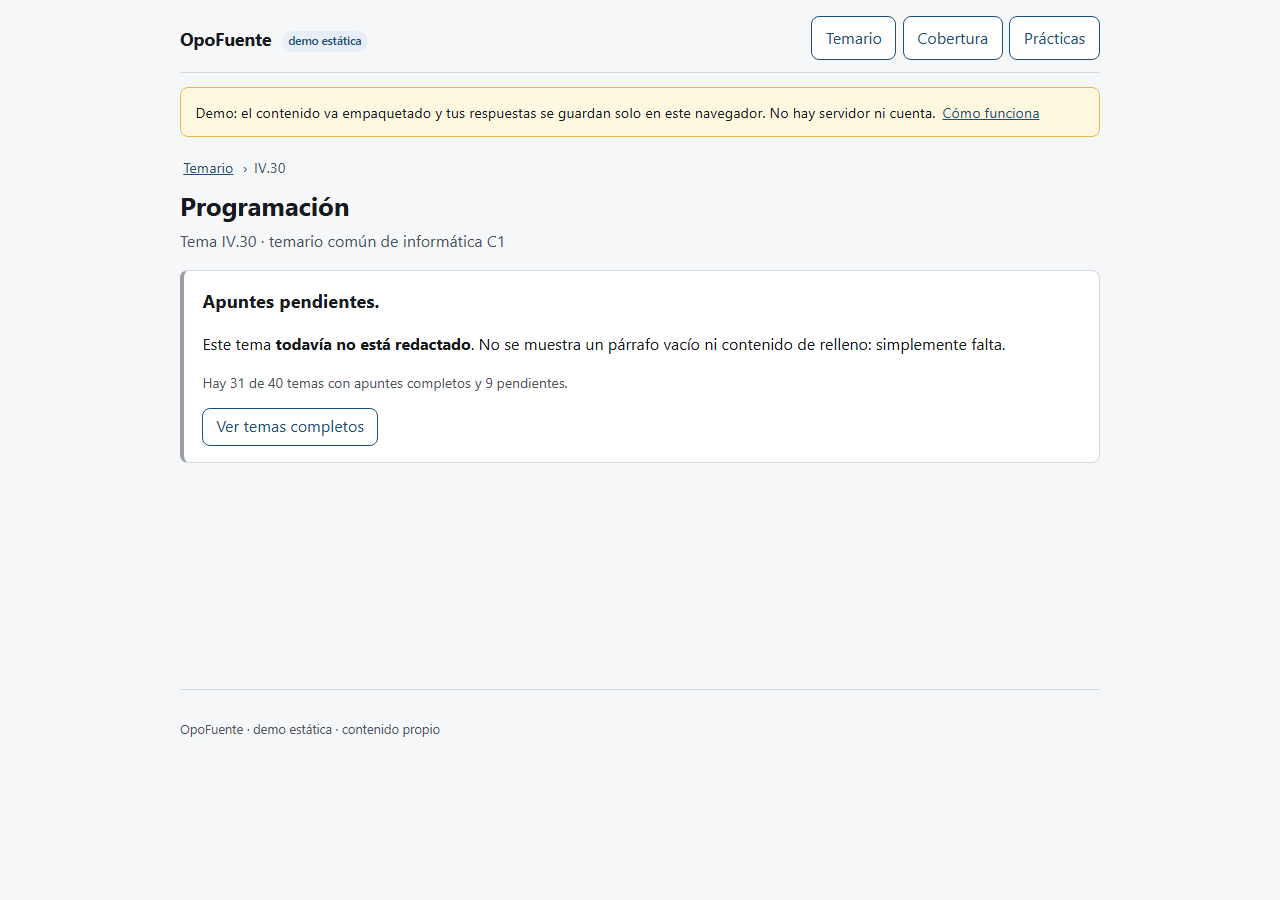 OpoFuente demo estática
Temario Cobertura Prácticas
Demo: el contenido va empaquetado y tus respuestas se guardan solo en este navegador. No hay servidor ni cuenta. Cómo funciona
Temario › IV.30
Programación
Tema IV.30 · temario común de informática C1
Apuntes pendientes.
Este tema todavía no está redactado. No se muestra un párrafo vacío ni contenido de relleno: simplemente falta.
Hay 31 de 40 temas con apuntes completos y 9 pendientes.
Ver temas completos
OpoFuente · demo estática · contenido propio